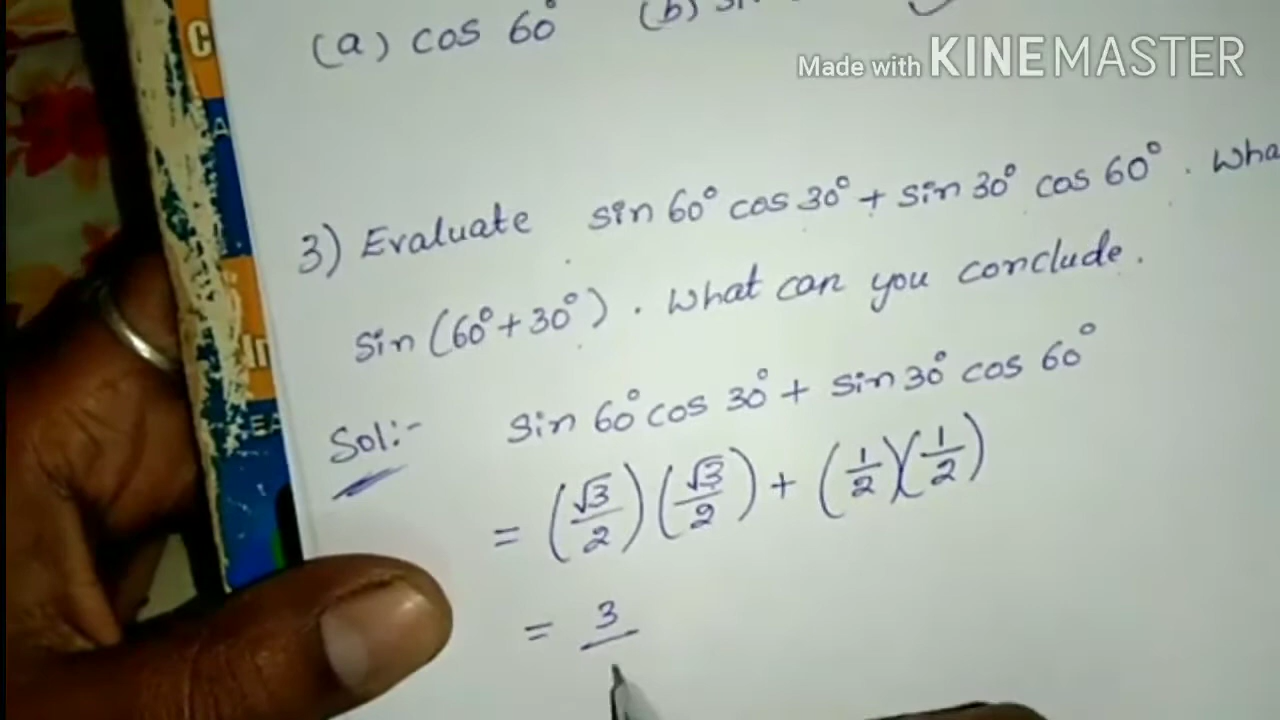 (a) cos 60° (b)
Made with KINEMASTER
3) Evaluate sin 60° cos 30° + sin 30° cos 60° .
sin (60° + 30°) . What can you conclude .
Sol:- sin 60° cos 30° + sin 30° cos 60°
= (√3/2) (√3/2) + (1/2)(1/2)
= 3